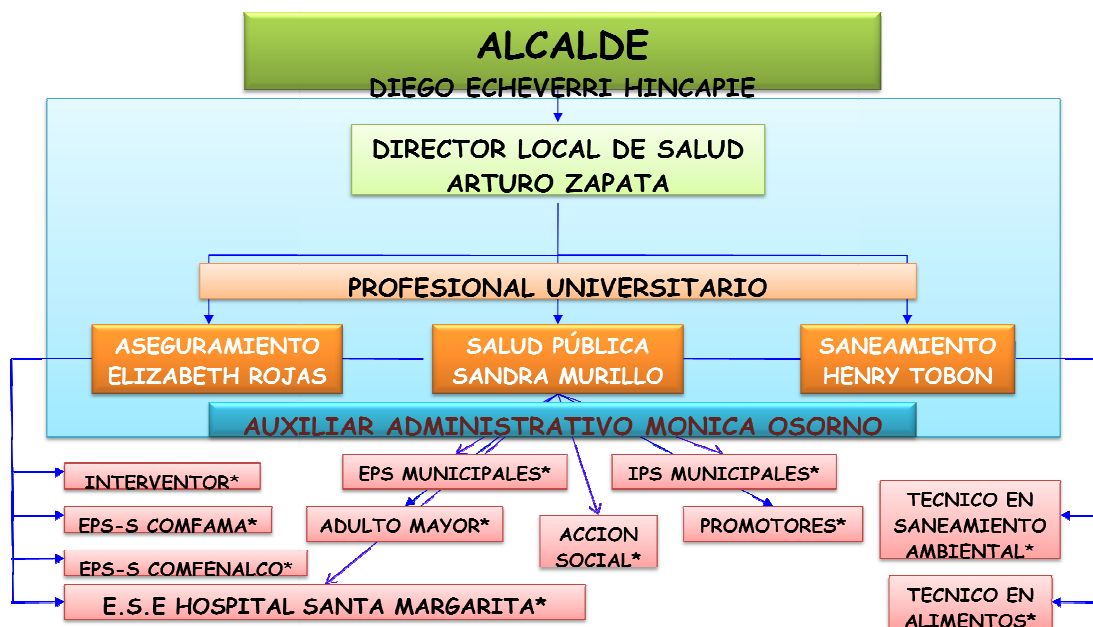 ALCALDE
DIEGO ECHEVERRI HINCAPIE
DIRECTOR LOCAL DE SALUD
ARTURO ZAPATA
PROFESIONAL UNIVERSITARIO
ASEGURAMIENTO
ELIZABETH ROJAS
SALUD PÚBLICA
SANDRA MURILLO
SANEAMIENTO
HENRY TOBON
AUXILIAR ADMINISTRATIVO MONICA OSORNO
INTERVENTOR*
EPS-S COMFAMA*
EPS-S COMFENALCO*
E.S.E HOSPITAL SANTA MARGARITA*
EPS MUNICIPALES*
ADULTO MAYOR*
ACCION
SOCIAL*
IPS MUNICIPALES*
PROMOTORES*
TECNICO EN
SANEAMIENTO
AMBIENTAL*
TECNICO EN
ALIMENTOS*